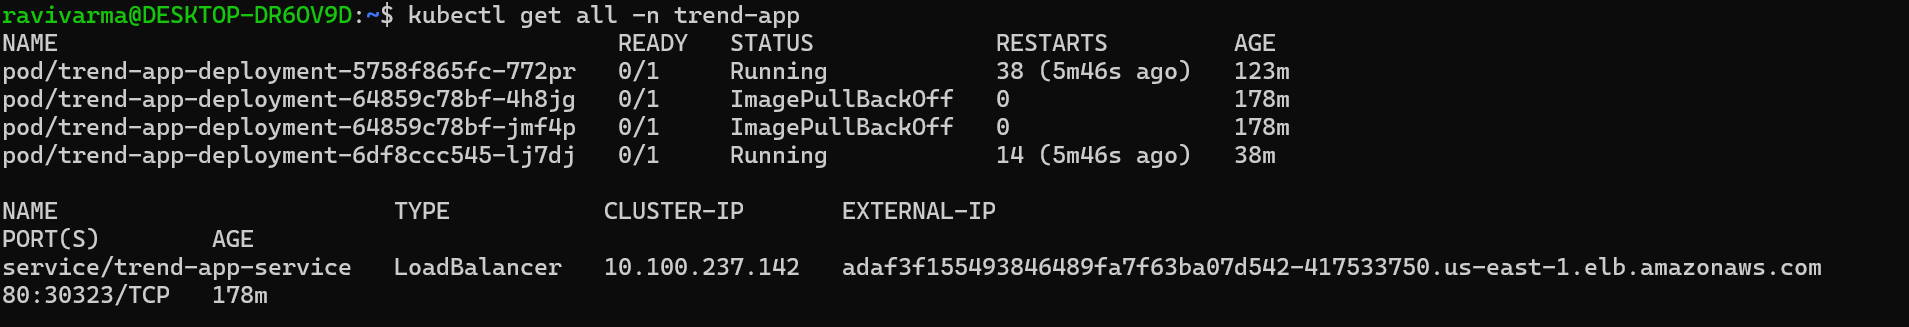 ravivarma@DESKTOP-DR6OV9D:~$ kubectl get all -n trend-app
NAME READY STATUS RESTARTS AGE
pod/trend-app-deployment-5758f865fc-772pr 0/1 Running 38 (5m46s ago) 123m
pod/trend-app-deployment-64859c78bf-4h8jg 0/1 ImagePullBackOff 0 178m
pod/trend-app-deployment-64859c78bf-jmf4p 0/1 ImagePullBackOff 0 178m
pod/trend-app-deployment-6df8ccc545-lj7dj 0/1 Running 14 (5m46s ago) 38m
NAME TYPE CLUSTER-IP EXTERNAL-IP
PORT(S) AGE
service/trend-app-service LoadBalancer 10.100.237.142 adaf3f155493846489fa7f63ba07d542-417533750.us-east-1.elb.amazonaws.com
80:30323/TCP 178m